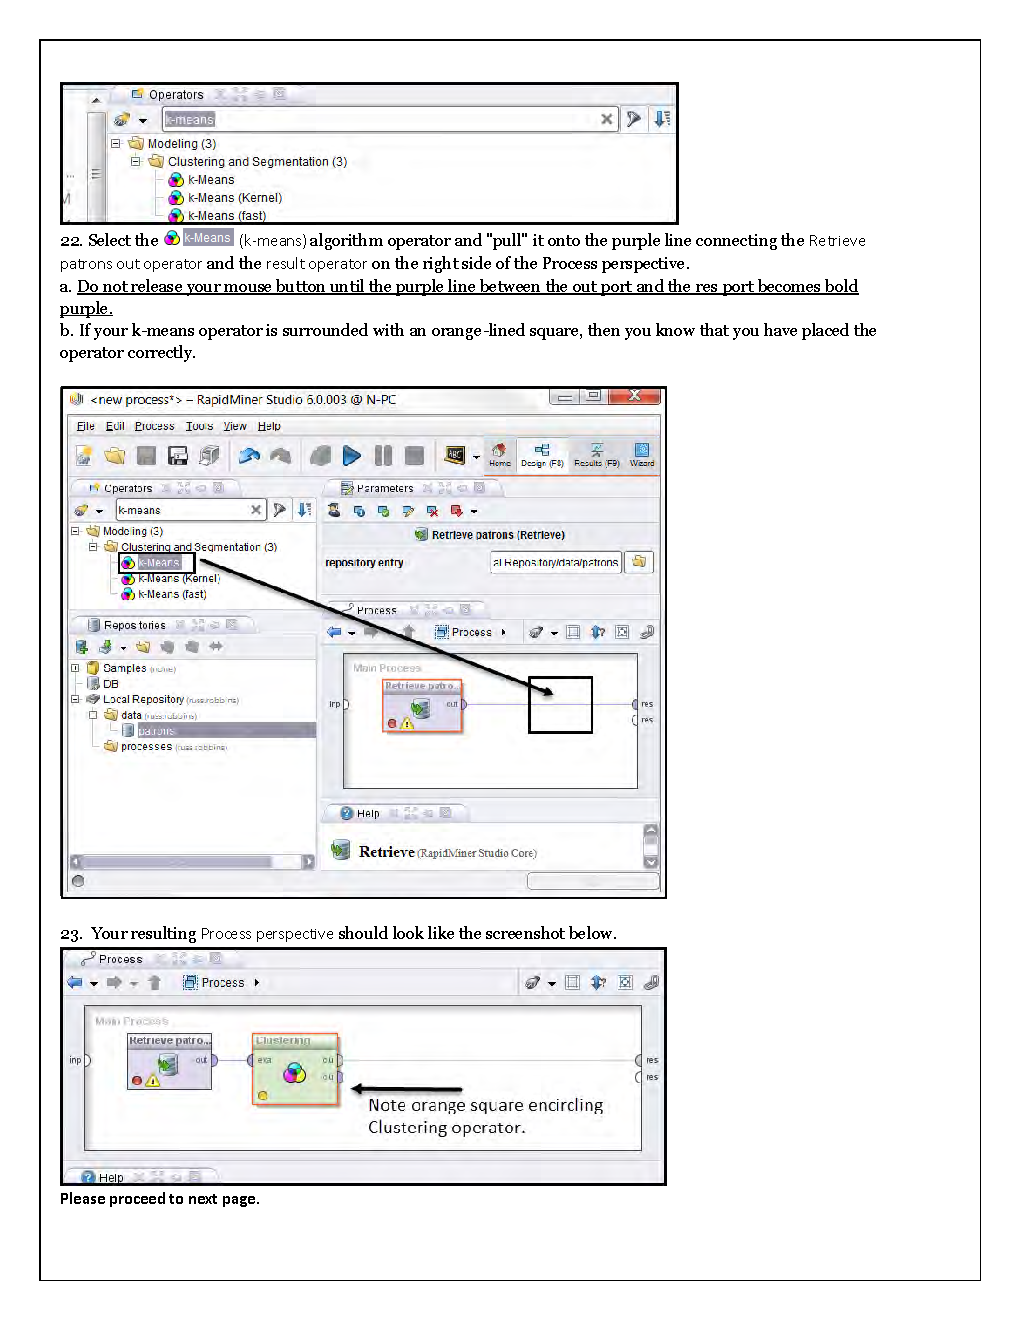 Operators
k-means
Modeling (3)
Clustering and Segmentation (3)
k-Means
k-Means (Kernel)
k-Means (fast)
22. Select the k-Means (k-means) algorithm operator and "pull" it onto the purple line connecting the Retrieve
patrons out operator and the result operator on the right side of the Process perspective.
a. Do not release your mouse button until the purple line between the out port and the res port becomes bold
purple.
b. If your k-means operator is surrounded with an orange-lined square, then you know that you have placed the
operator correctly.
<new process*> – RapidMiner Studio 6.0.003 @ N-PC
File Edit Process Tools View Help
Home Design (F8) Results (F9) Wizard
Operators
k-means
Modeling (3)
Clustering and Segmentation (3)
k-Means
k-Means (Kernel)
k-Means (fast)
Parameters
Retrieve patrons (Retrieve)
repository entry al Repository/data/patrons
Repositories
Samples (none)
DB
Local Repository (russ.robbins)
data (russ.robbins)
patrons
processes (russ.robbins)
Process
Process
Main Process
Retrieve patro...
inp out res
res
Help
Retrieve (RapidMiner Studio Core)
23. Your resulting Process perspective should look like the screenshot below.
Process
Process
Main Process
Retrieve patro... Clustering
inp out exa clu res
clu res
Note orange square encircling
Clustering operator.
Help
Please proceed to next page.